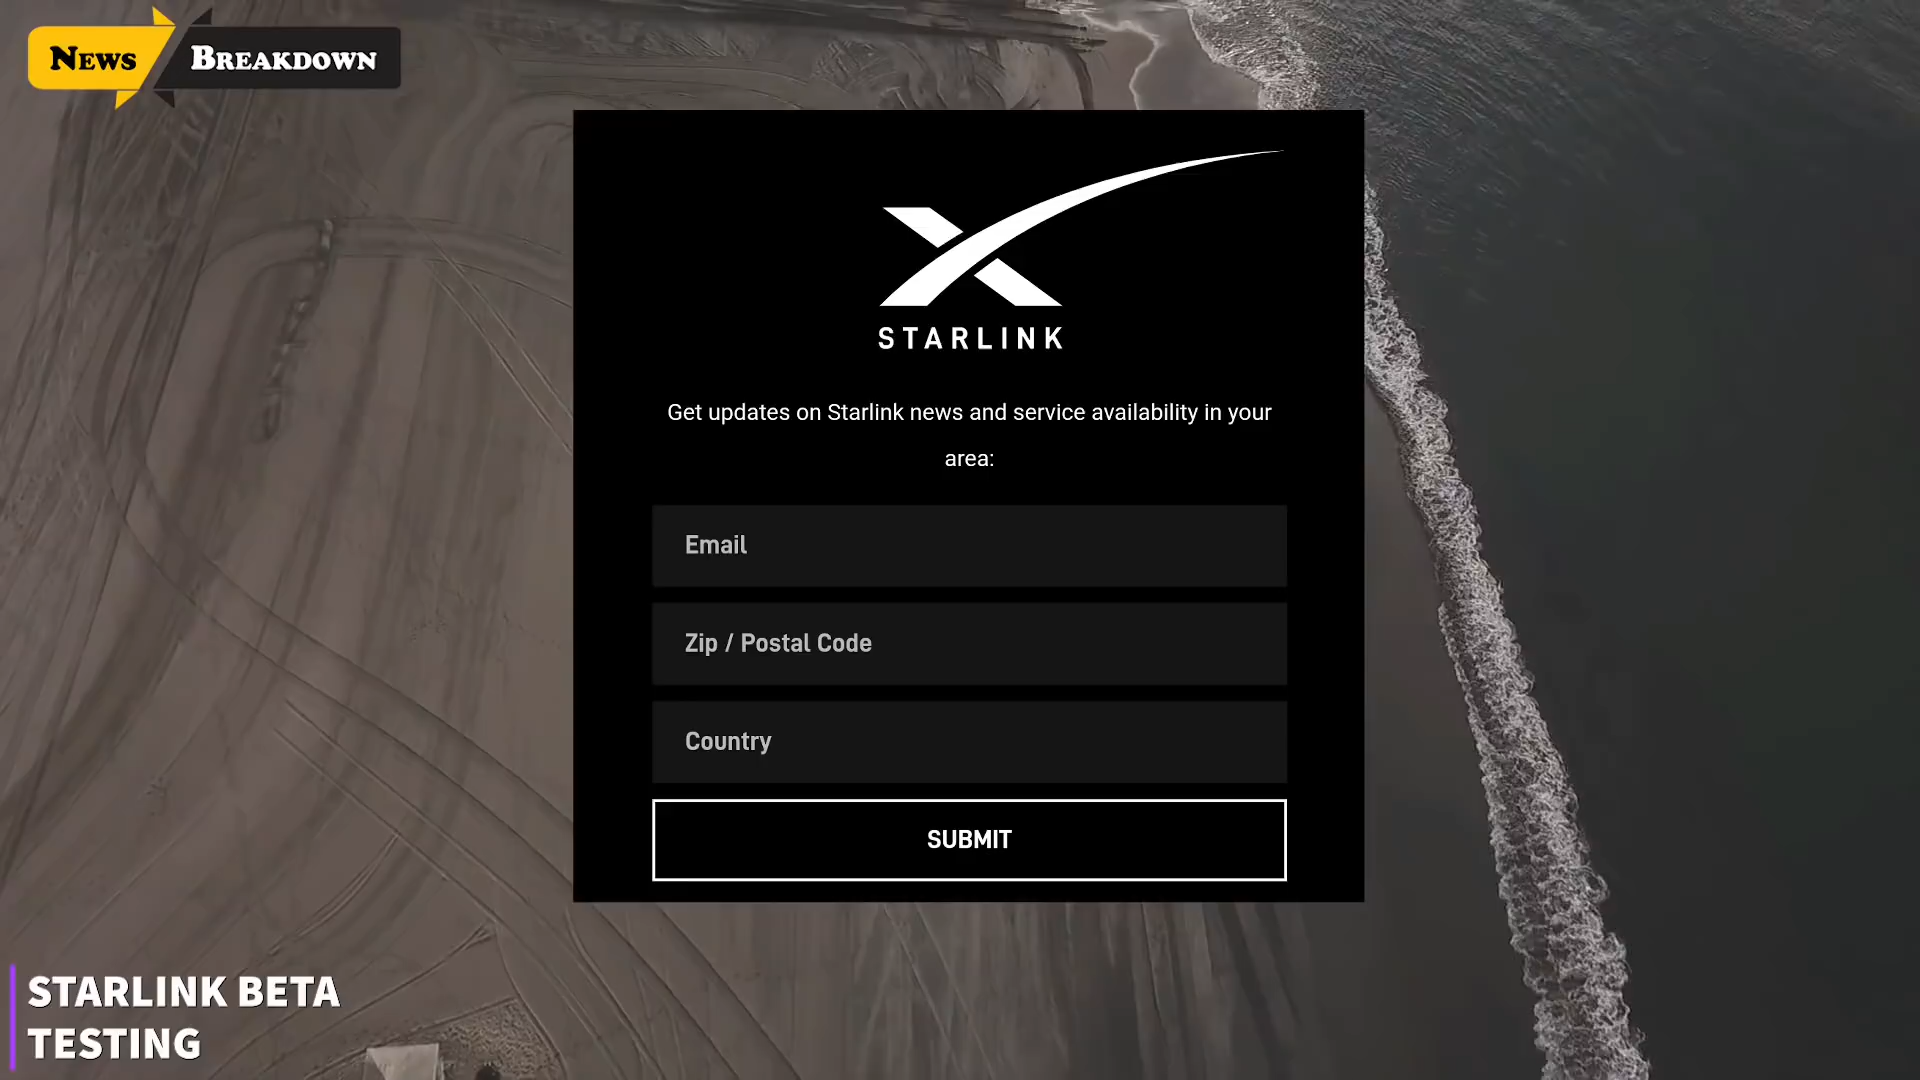 NEWS BREAKDOWN
STARLINK
Get updates on Starlink news and service availability in your
area:
Email
Zip / Postal Code
Country
SUBMIT
STARLINK BETA
TESTING